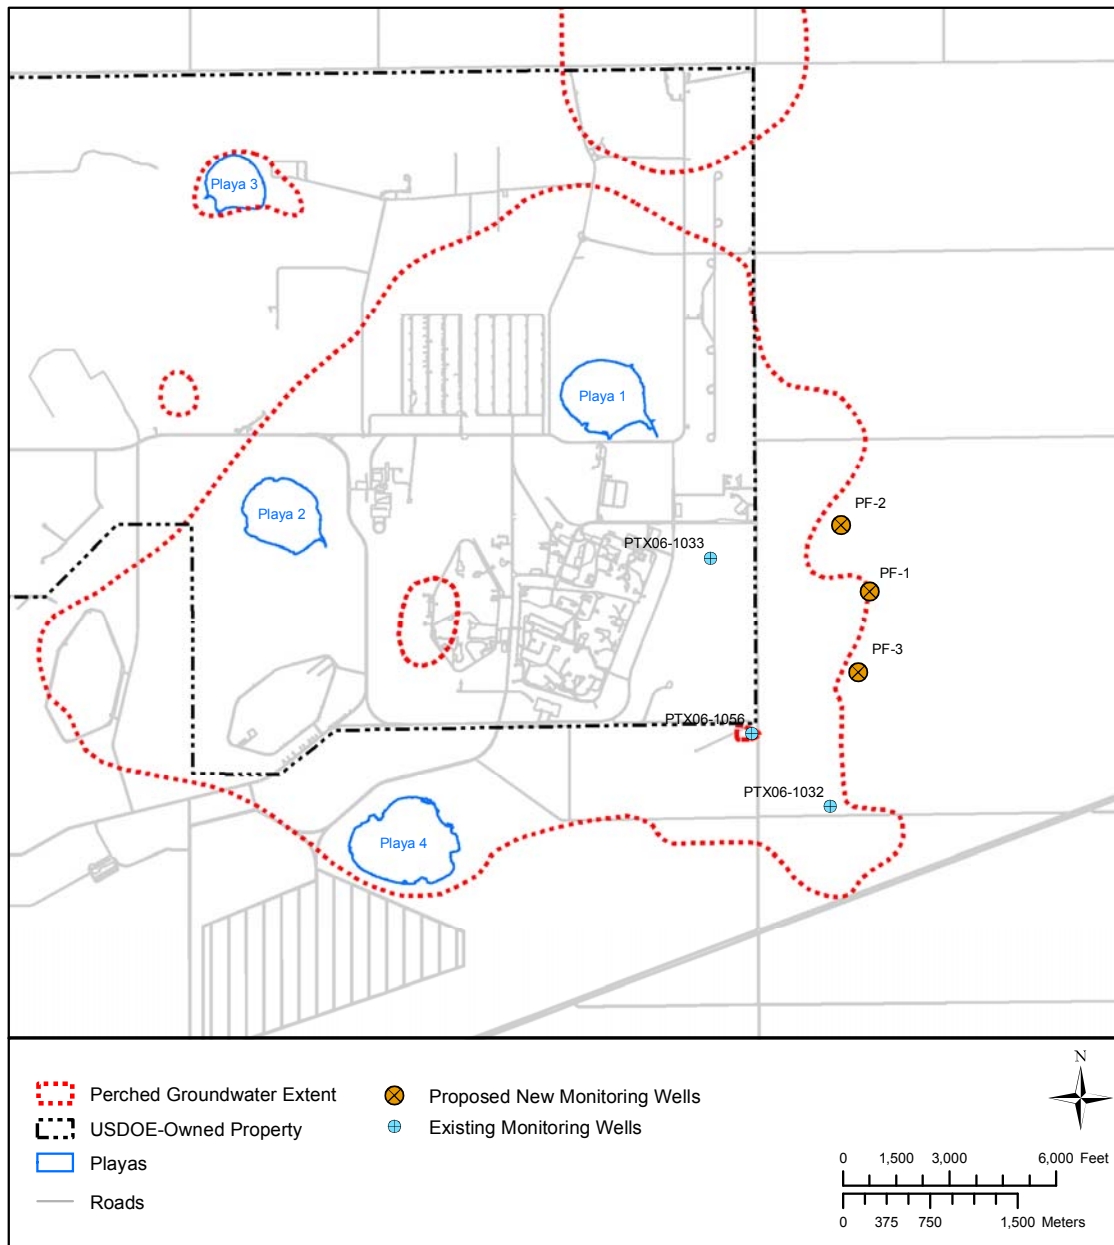 Playa 3
Playa 1
PF-2
Playa 2
PTX06-1033
PF-1
PF-3
PTX06-1056
PTX06-1032
Playa 4
N
Perched Groundwater Extent
Proposed New Monitoring Wells
USDOE-Owned Property
Existing Monitoring Wells
Playas
Roads
0 1,500 3,000 6,000 Feet
0 375 750 1,500 Meters